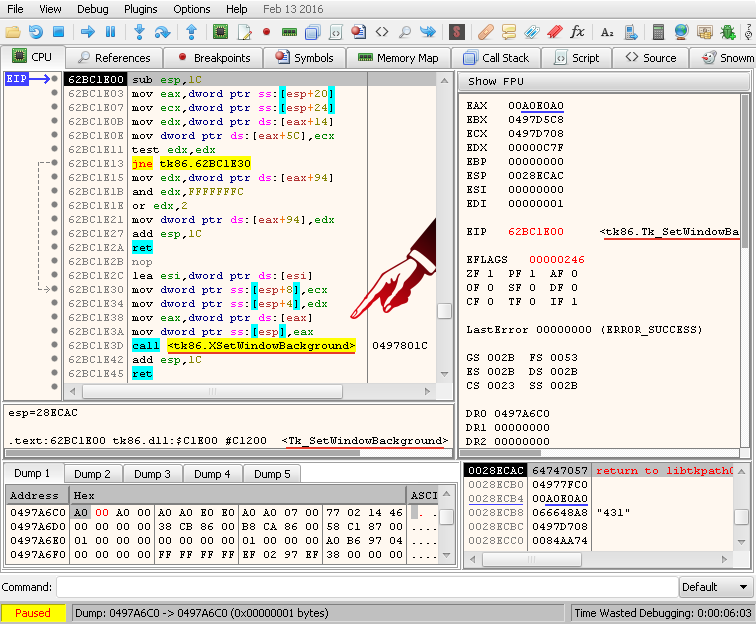 File View Debug Plugins Options Help Feb 13 2016
CPU References Breakpoints Symbols Memory Map Call Stack Script Source Snowm
EIP 62BC1E00 sub esp,1C
62BC1E03 mov eax,dword ptr ss:[esp+20]
62BC1E07 mov ecx,dword ptr ss:[esp+24]
62BC1E0B mov edx,dword ptr ds:[eax+14]
62BC1E0E mov dword ptr ds:[eax+5C],ecx
62BC1E11 test edx,edx
62BC1E13 jne tk86.62BC1E30
62BC1E15 mov edx,dword ptr ds:[eax+94]
62BC1E1B and edx,FFFFFFFC
62BC1E1E or edx,2
62BC1E21 mov dword ptr ds:[eax+94],edx
62BC1E27 add esp,1C
62BC1E2A ret
62BC1E2B nop
62BC1E2C lea esi,dword ptr ds:[esi]
62BC1E30 mov dword ptr ss:[esp+8],ecx
62BC1E34 mov dword ptr ss:[esp+4],edx
62BC1E38 mov eax,dword ptr ds:[eax]
62BC1E3A mov dword ptr ss:[esp],eax
62BC1E3D call <tk86.XSetWindowBackground> 0497801C
62BC1E42 add esp,1C
62BC1E45 ret
Show FPU
EAX 00A0E0A0
EBX 0497D5C8
ECX 0497D708
EDX 00000C7F
EBP 00000000
ESP 0028ECAC
ESI 00000000
EDI 00000001
EIP 62BC1E00 <tk86.Tk_SetWindowBa
EFLAGS 00000246
ZF 1 PF 1 AF 0
OF 0 SF 0 DF 0
CF 0 TF 0 IF 1
LastError 00000000 (ERROR_SUCCESS)
GS 002B FS 0053
ES 002B DS 002B
CS 0023 SS 002B
DR0 0497A6C0
DR1 00000000
DR2 00000000
esp=28ECAC
.text:62BC1E00 tk86.dll:$C1E00 #C1200 <Tk_SetWindowBackground>
Dump 1 Dump 2 Dump 3 Dump 4 Dump 5
Address Hex ASCI
0497A6C0 A0 00 A0 00 A0 A0 E0 E0 A0 A0 07 00 77 02 14 46 . ..
0497A6D0 00 00 00 00 38 CB 86 00 B8 CA 86 00 58 C1 87 00 ....
0497A6E0 01 00 00 00 00 00 00 00 01 00 00 00 A0 B6 97 04 ....
0497A6F0 00 00 00 00 FF FF FF FF EF 02 97 EF 38 00 00 00 ....
0028ECAC 64747057 return to libtkpath0
0028ECB0 04977FC0
0028ECB4 00A0E0A0
0028ECB8 066648A8 "431"
0028ECBC 0497D708
0028ECC0 0084AA74
Command: Default
Paused Dump: 0497A6C0 -> 0497A6C0 (0x00000001 bytes) Time Wasted Debugging: 0:00:06:03